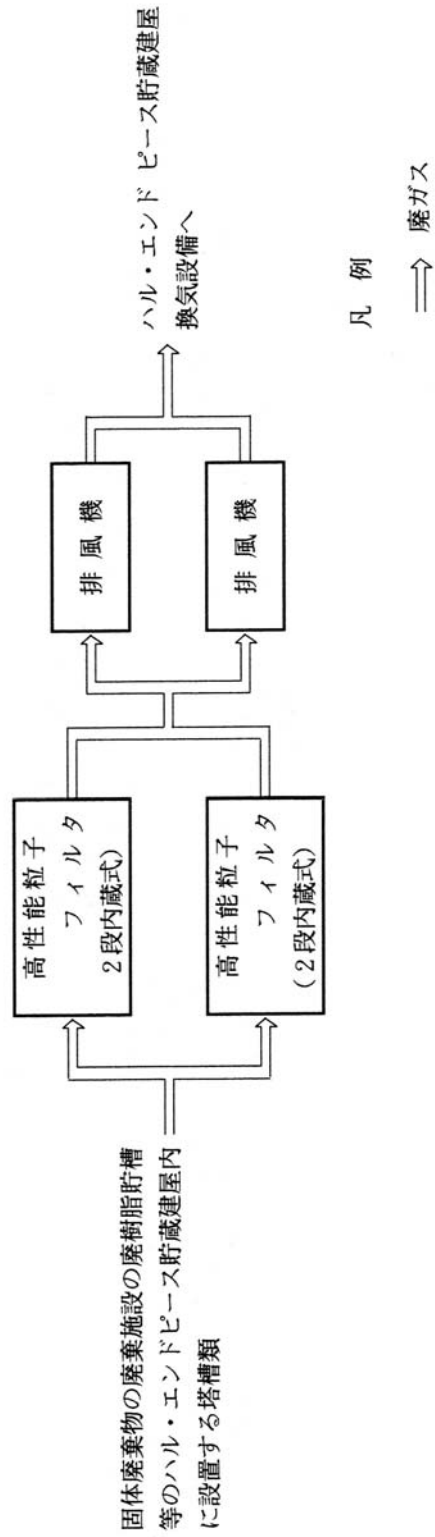 固体廃棄物の廃棄施設の廃樹脂貯槽
等のハル・エンドピース貯蔵建屋内
に設置する塔槽類
高性能粒子
フィルタ
2段内蔵式)
高性能粒子
フィルタ
(2段内蔵式)
排風機
排風機
ハル・エンド ピース貯蔵建屋
換気設備へ
凡 例
廃ガス